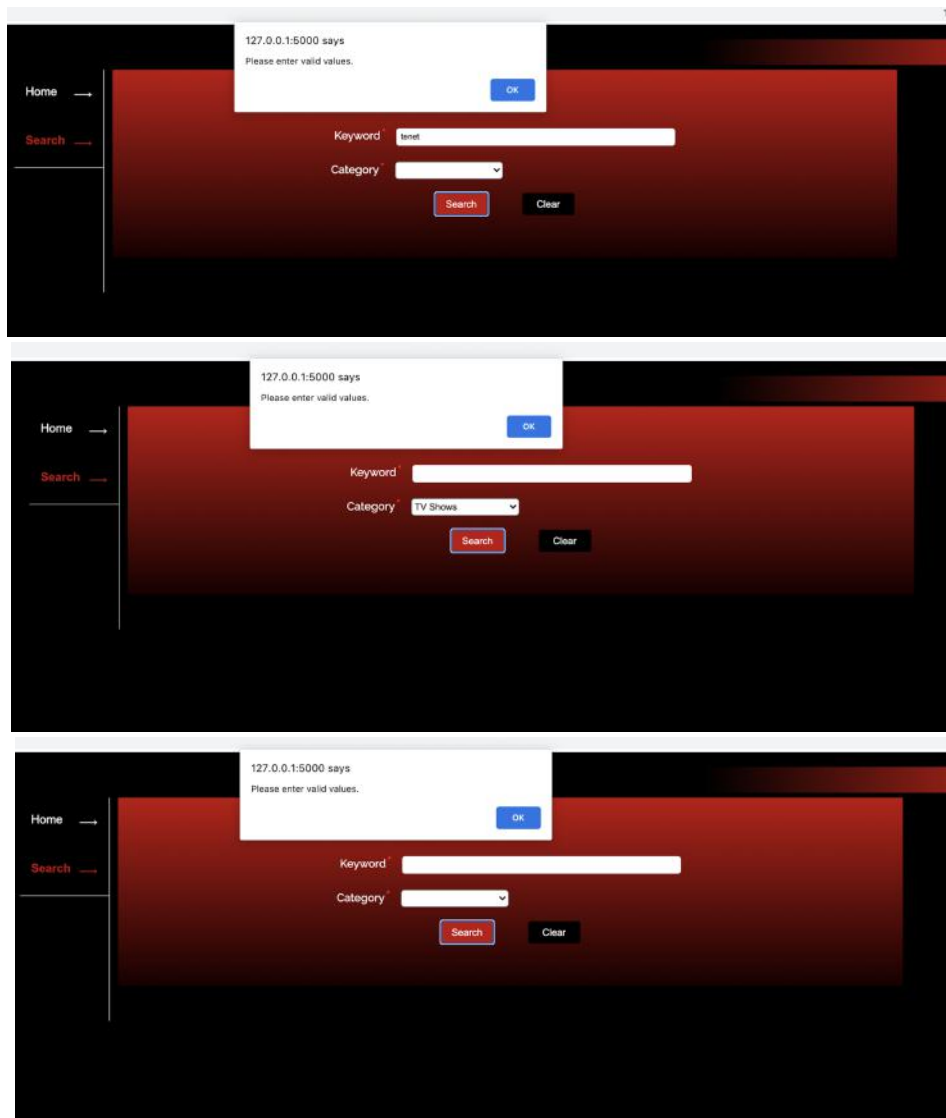 127.0.0.1:5000 says
Please enter valid values.
OK
Home
Keyword* tenet
Search
Category*
Search Clear
127.0.0.1:5000 says
Please enter valid values.
OK
Home
Keyword*
Search
Category* TV Shows
Search Clear
127.0.0.1:5000 says
Please enter valid values.
OK
Home
Keyword*
Search
Category*
Search Clear